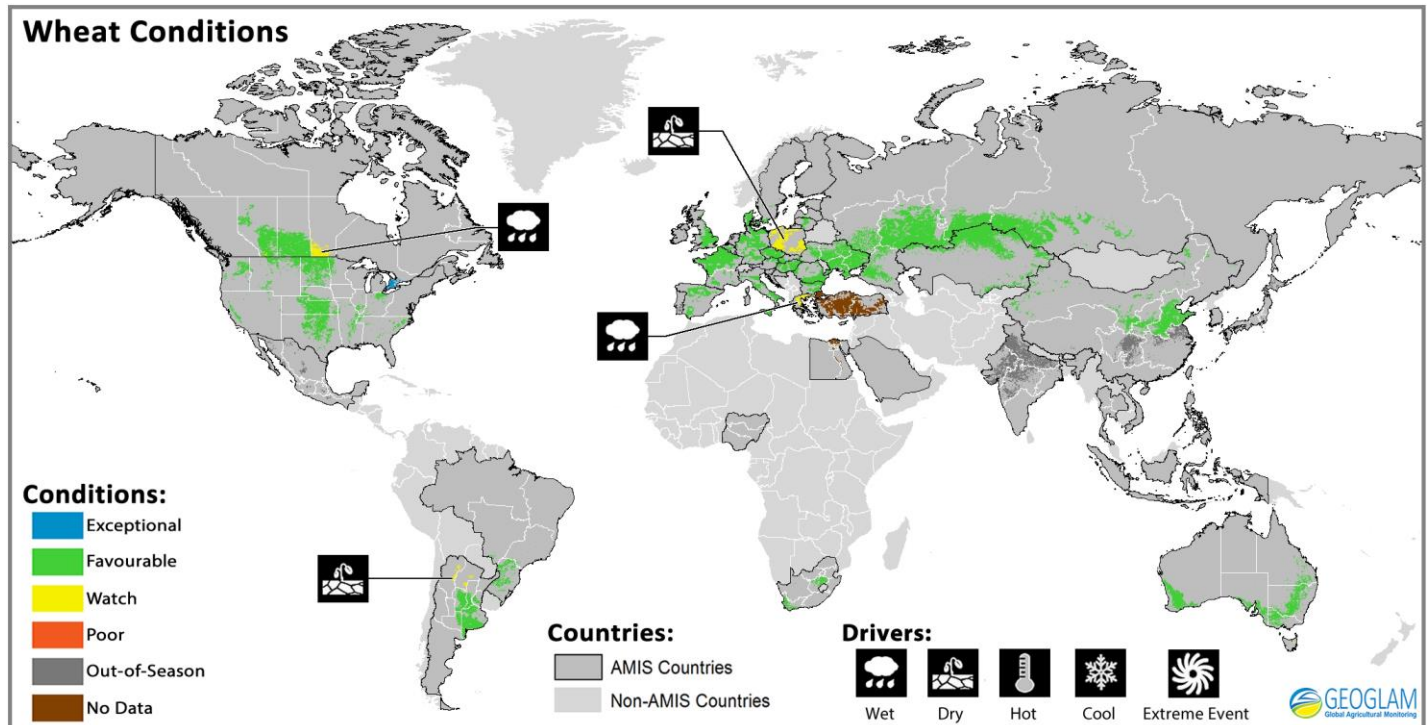 Wheat Conditions
Conditions:
Exceptional
Favourable
Watch
Poor
Out-of-Season
No Data
Countries:
AMIS Countries
Non-AMIS Countries
Drivers:
Wet
Dry
Hot
Cool
Extreme Event
GEOGLAM
Global Agricultural Monitoring